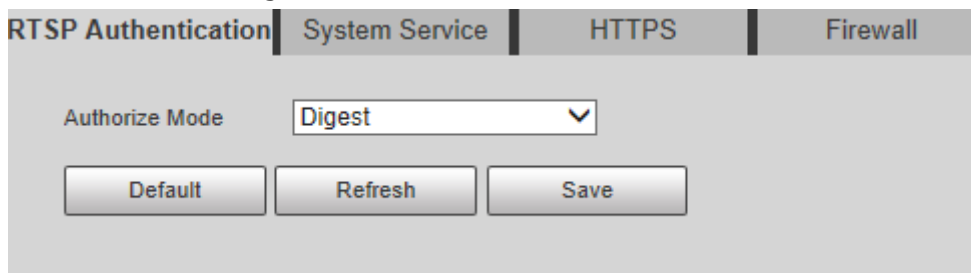 RTSP Authentication System Service HTTPS Firewall
Authorize Mode Digest
Default Refresh Save